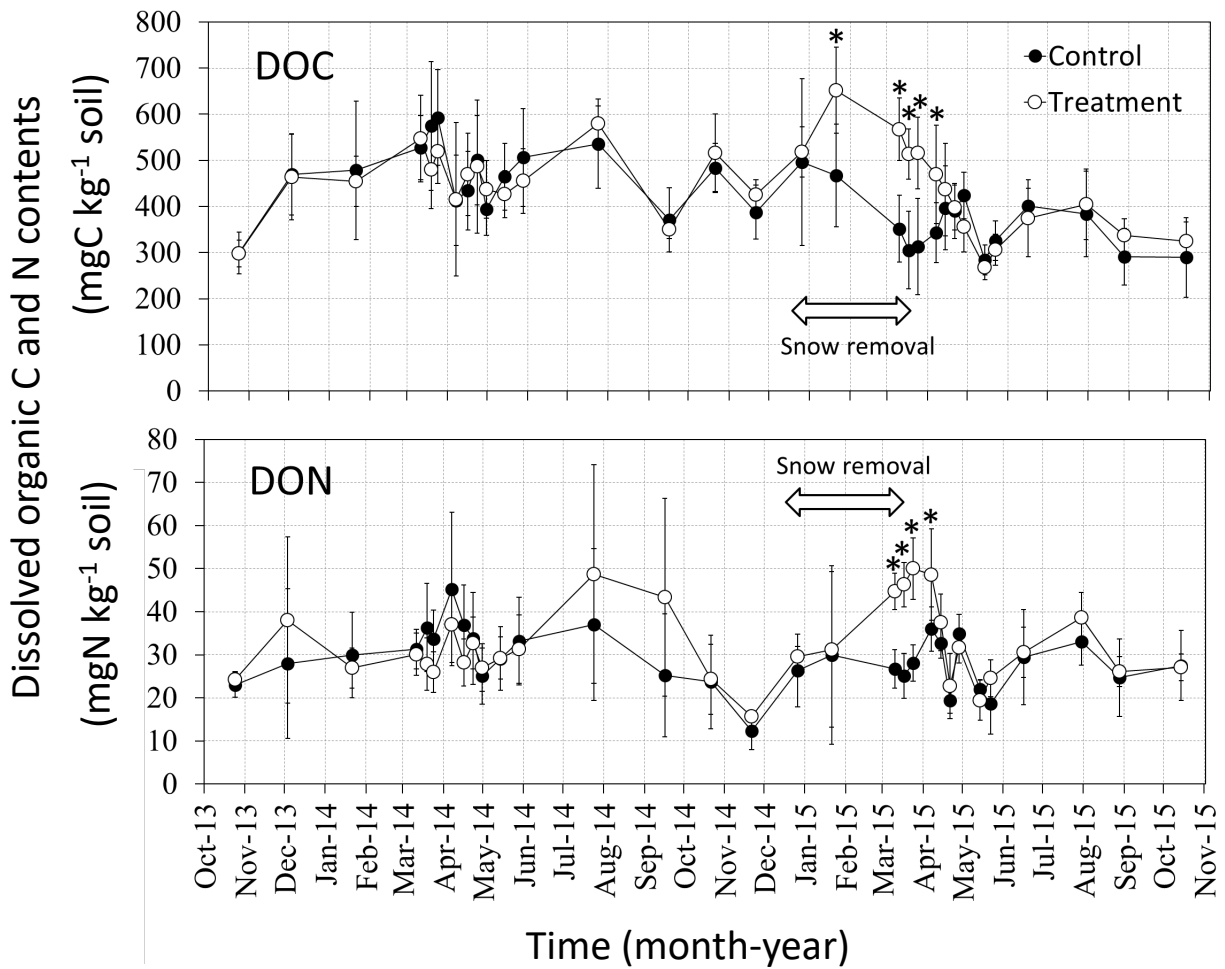 Dissolved organic C and N contents
(mgC kg⁻¹ soil)
800
700
600
500
400
300
200
100
0
DOC
* * * * *
Control
Treatment
Snow removal
(mgN kg⁻¹ soil)
80
70
60
50
40
30
20
10
0
DON
Snow removal
* * * *
Oct-13
Nov-13
Dec-13
Jan-14
Feb-14
Mar-14
Apr-14
May-14
Jun-14
Jul-14
Aug-14
Sep-14
Oct-14
Nov-14
Dec-14
Jan-15
Feb-15
Mar-15
Apr-15
May-15
Jun-15
Jul-15
Aug-15
Sep-15
Oct-15
Nov-15
Time (month-year)